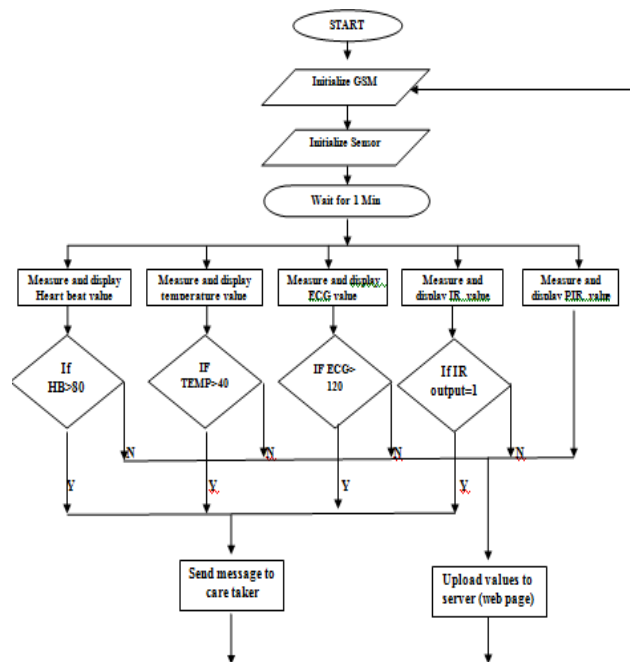 START
Initialize GSM
Initialize Sensor
Wait for 1 Min
Measure and display
Heart beat value
Measure and display
temperature value
Measure and display
ECG value
Measure and
display IR value
Measure and
display PIR value
If
HB>80
IF
TEMP>40
IF ECG>
120
If IR
output=1
N
N
N
N
Y
Y
Y
Y
Send message to
care taker
Upload values to
server (web page)